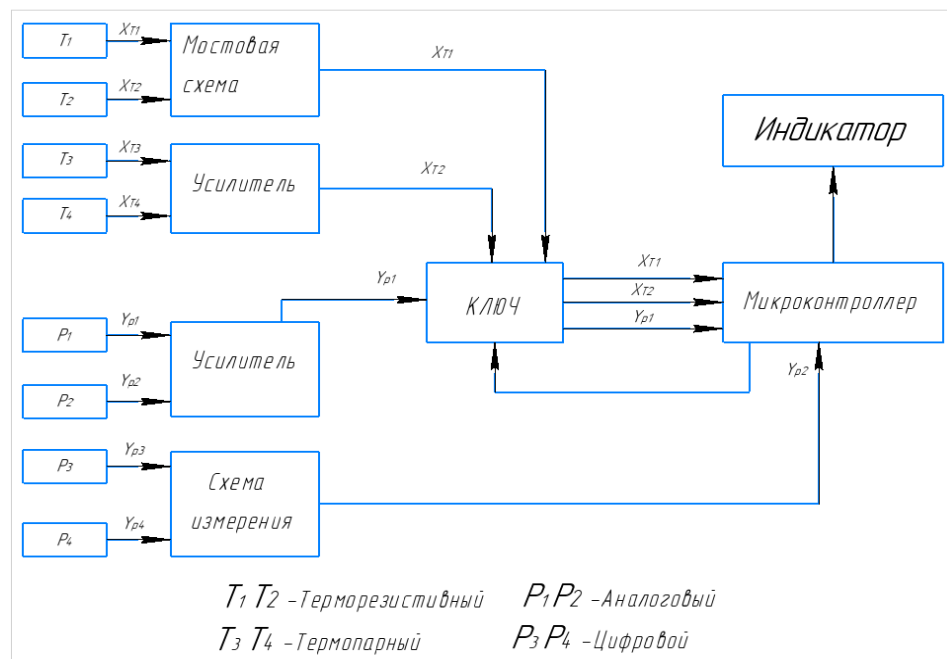 T1
XT1
Мостовая
схема
XT1
T2
XT2
T3
XT3
Усилитель
XT2
T4
XT4
Индикатор
P1
Yp1
Усилитель
Yp1
P2
Yp2
КЛЮЧ
XT1
XT2
Yp1
Микроконтроллер
Yp2
P3
Yp3
Схема
измерения
P4
Yp4
T1 T2 -Терморезистивный P1 P2 -Аналоговый
T3 T4 -Термопарный P3 P4 -Цифровой